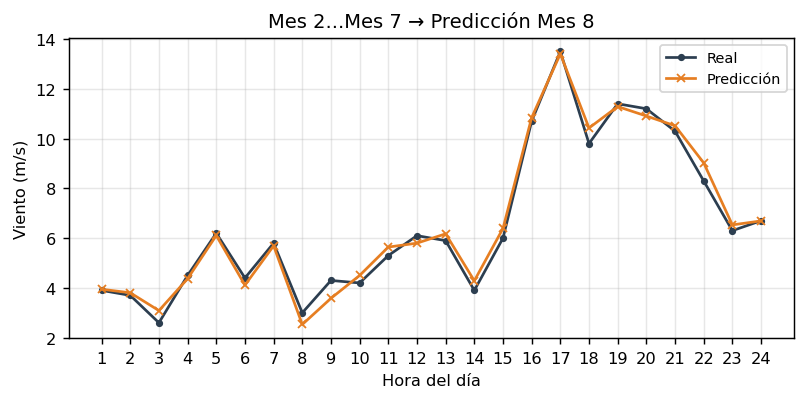 Mes 2...Mes 7 → Predicción Mes 8
Real
Predicción
Viento (m/s)
14
12
10
8
6
4
2
1 2 3 4 5 6 7 8 9 10 11 12 13 14 15 16 17 18 19 20 21 22 23 24
Hora del día